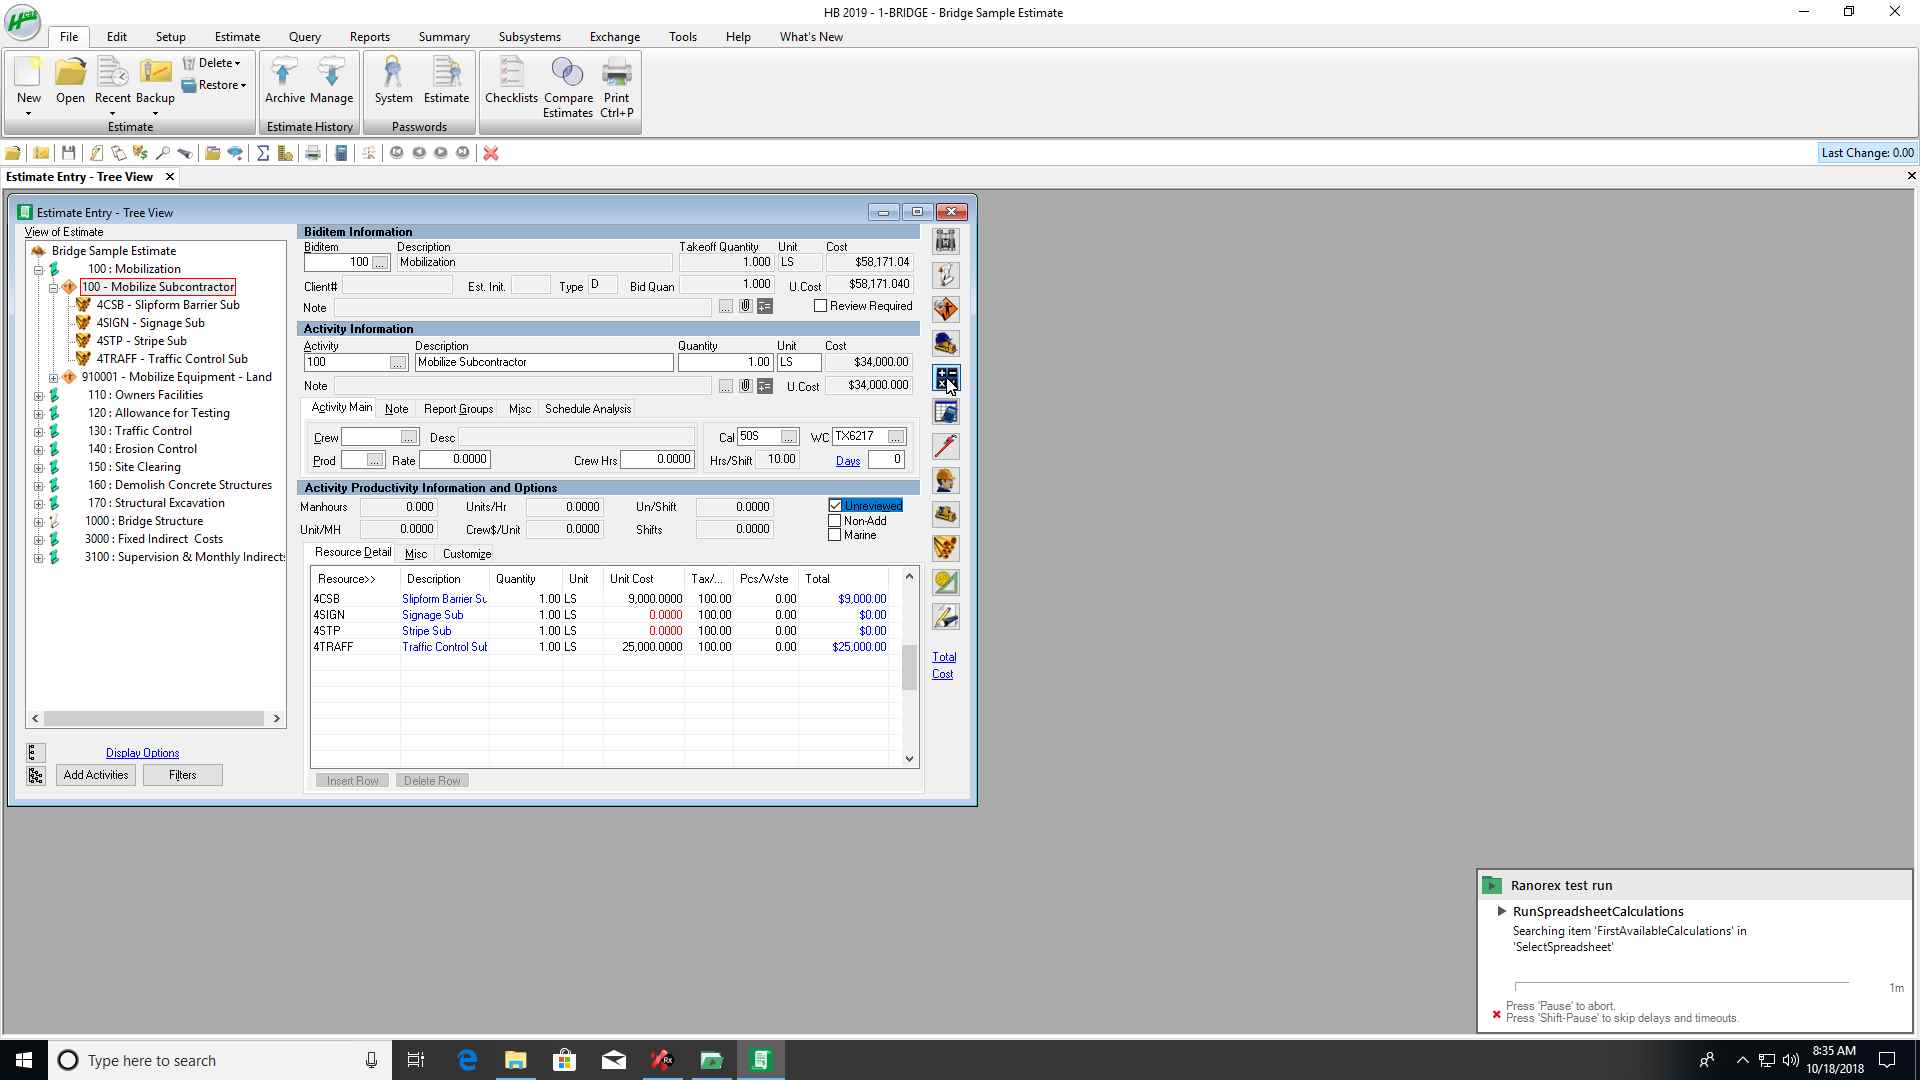 HB 2019 - 1-BRIDGE - Bridge Sample Estimate
File Edit Setup Estimate Query Reports Summary Subsystems Exchange Tools Help What's New
New Open Recent Backup Delete Restore
Estimate
Archive Manage
Estimate History
System Estimate
Passwords
Checklists Compare Estimates Print Ctrl+P
Last Change: 0.00
Estimate Entry - Tree View
Estimate Entry - Tree View
View of Estimate
Bridge Sample Estimate
100 : Mobilization
100 - Mobilize Subcontractor
4CSB - Slipform Barrier Sub
4SIGN - Signage Sub
4STP - Stripe Sub
4TRAFF - Traffic Control Sub
910001 - Mobilize Equipment - Land
110 : Owners Facilities
120 : Allowance for Testing
130 : Traffic Control
140 : Erosion Control
150 : Site Clearing
160 : Demolish Concrete Structures
170 : Structural Excavation
1000 : Bridge Structure
3000 : Fixed Indirect Costs
3100 : Supervision & Monthly Indirect
Display Options
Add Activities Filters
Biditem Information
Biditem Description Takeoff Quantity Unit Cost
100 ... Mobilization 1.000 LS $58,171.04
Client# Est. Init. Type D Bid Quan 1.000 U.Cost $58,171.040
Note ... Review Required
Activity Information
Activity Description Quantity Unit Cost
100 ... Mobilize Subcontractor 1.00 LS $34,000.00
Note ... U.Cost $34,000.000
Activity Main Note Report Groups Misc Schedule Analysis
Crew ... Desc Cal 50S ... WC TX6217 ...
Prod ... Rate 0.0000 Crew Hrs 0.0000 Hrs/Shift 10.00 Days 0
Activity Productivity Information and Options
Manhours 0.000 Units/Hr 0.0000 Un/Shift 0.0000 Unreviewed
Non-Add
Unit/MH 0.0000 Crew$/Unit 0.0000 Shifts 0.0000 Marine
Resource Detail Misc Customize
Resource>> Description Quantity Unit Unit Cost Tax/... Pcs/Wste Total
4CSB Slipform Barrier Su 1.00 LS 9,000.0000 100.00 0.00 $9,000.00
4SIGN Signage Sub 1.00 LS 0.0000 100.00 0.00 $0.00
4STP Stripe Sub 1.00 LS 0.0000 100.00 0.00 $0.00
4TRAFF Traffic Control Sub 1.00 LS 25,000.0000 100.00 0.00 $25,000.00
Insert Row Delete Row
Total
Cost
Ranorex test run
RunSpreadsheetCalculations
Searching item 'FirstAvailableCalculations' in
'SelectSpreadsheet'
1m
Press 'Pause' to abort.
Press 'Shift-Pause' to skip delays and timeouts.
Type here to search
8:35 AM
10/18/2018